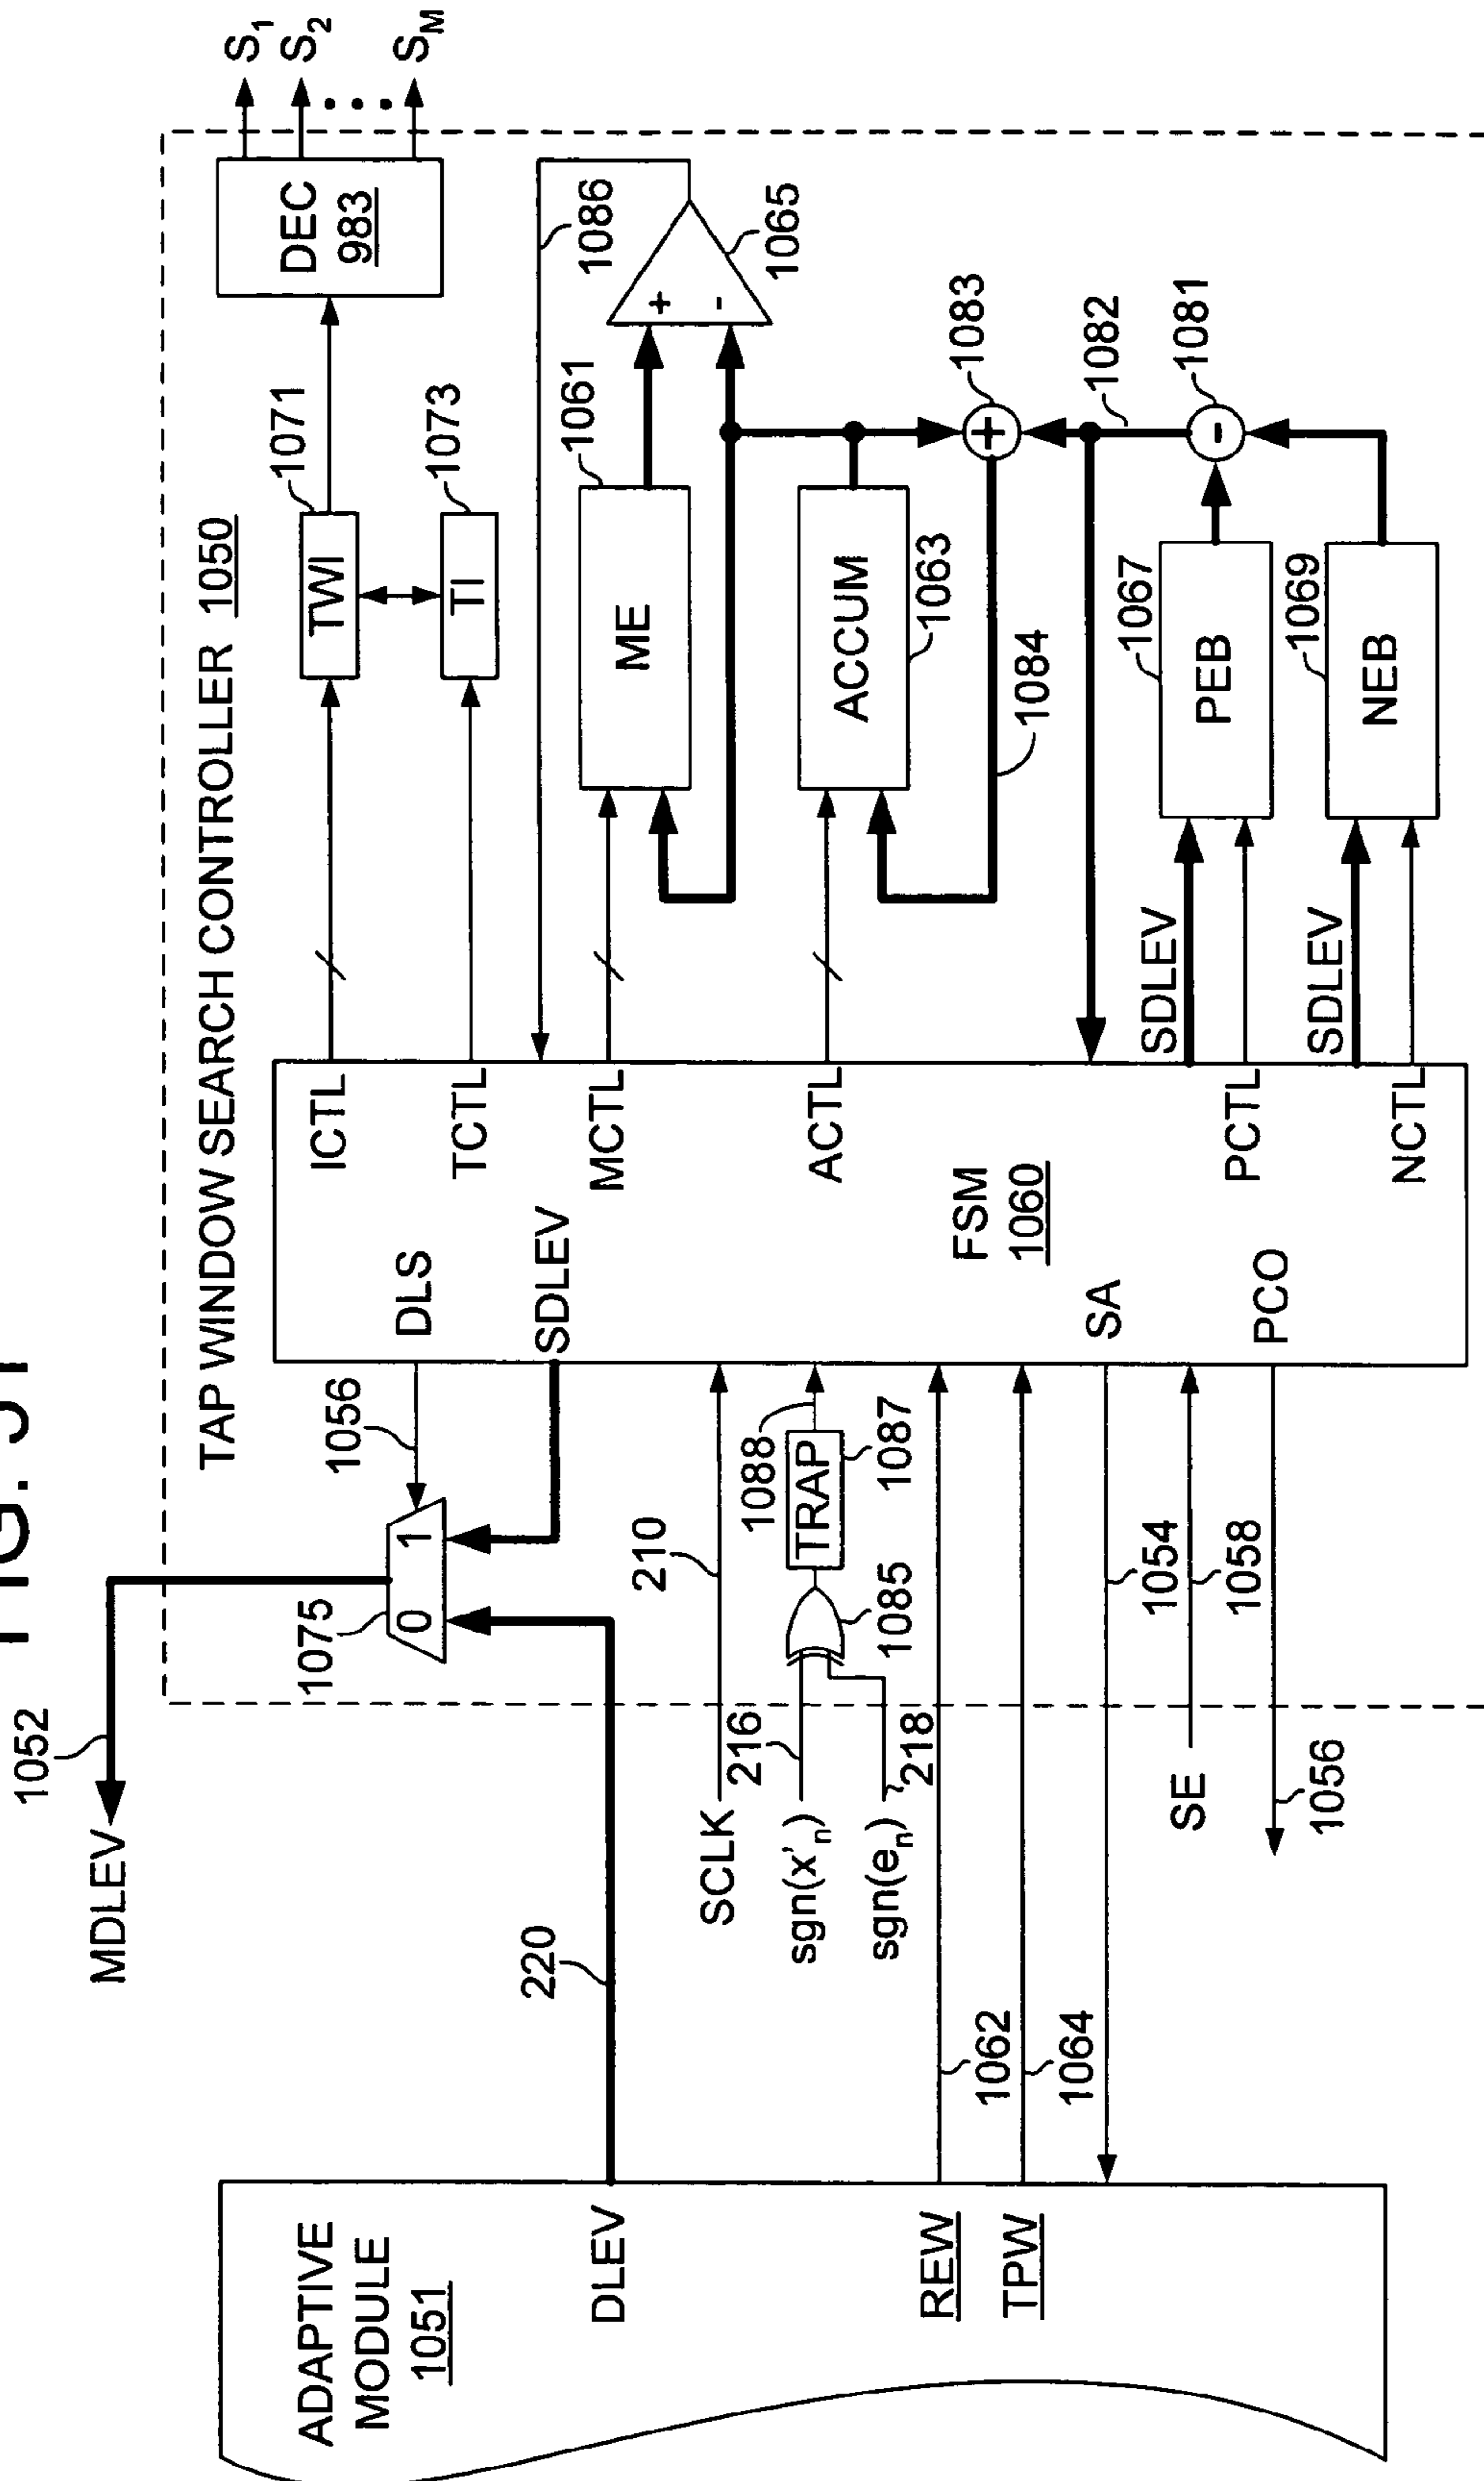 FIG. 51
TAP WINDOW SEARCH CONTROLLER 1050
ADAPTIVE
MODULE
1051
DLEV
REW
TPW
MDLEV
1052
220
1075
0 1
1056
DLS
SDLEV
SCLK
210
sgn(x'n)
216
sgn(en)
218
1085
TRAP
1087
1088
1062
1064
1054
SE
1058
1056
SA
PCO
FSM
1060
ICTL
TCTL
MCTL
ACTL
PCTL
NCTL
SDLEV
SDLEV
TWI
1071
TI
1073
DEC
983
S1
S2
SM
1086
ME
1061
+
-
1065
ACCUM
1063
1084
+
1083
1082
-
1081
PEB
1067
NEB
1069